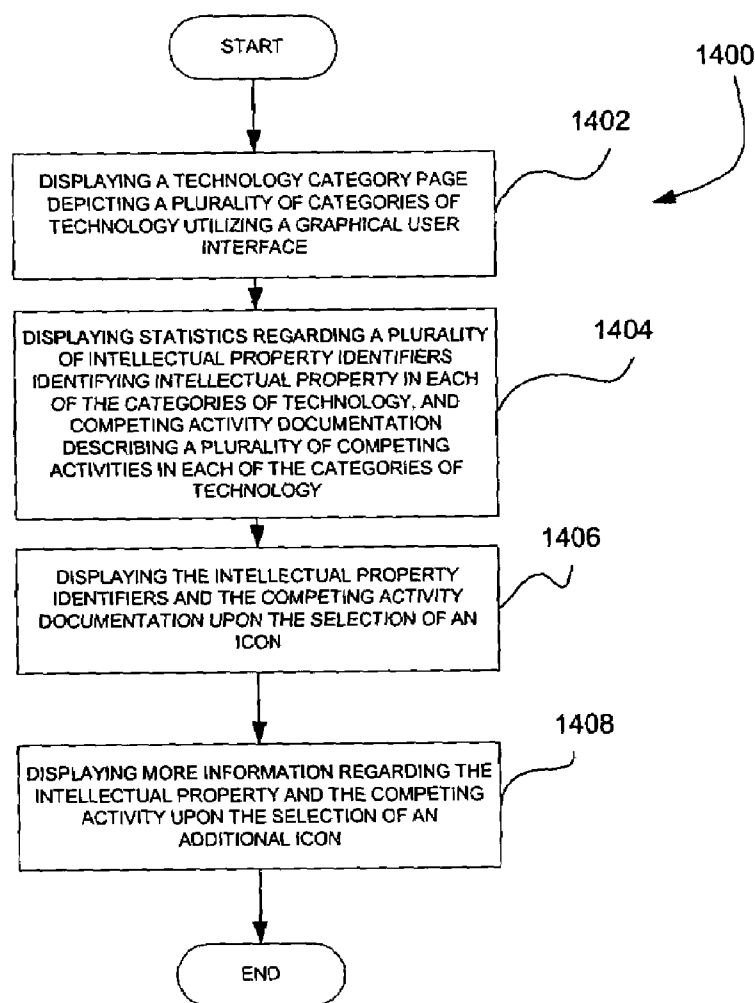 START
1400
1402
DISPLAYING A TECHNOLOGY CATEGORY PAGE
DEPICTING A PLURALITY OF CATEGORIES OF
TECHNOLOGY UTILIZING A GRAPHICAL USER
INTERFACE
1404
DISPLAYING STATISTICS REGARDING A PLURALITY
OF INTELLECTUAL PROPERTY IDENTIFIERS
IDENTIFYING INTELLECTUAL PROPERTY IN EACH
OF THE CATEGORIES OF TECHNOLOGY, AND
COMPETING ACTIVITY DOCUMENTATION
DESCRIBING A PLURALITY OF COMPETING
ACTIVITIES IN EACH OF THE CATEGORIES OF
TECHNOLOGY
1406
DISPLAYING THE INTELLECTUAL PROPERTY
IDENTIFIERS AND THE COMPETING ACTIVITY
DOCUMENTATION UPON THE SELECTION OF AN
ICON
1408
DISPLAYING MORE INFORMATION REGARDING THE
INTELLECTUAL PROPERTY AND THE COMPETING
ACTIVITY UPON THE SELECTION OF AN
ADDITIONAL ICON
END